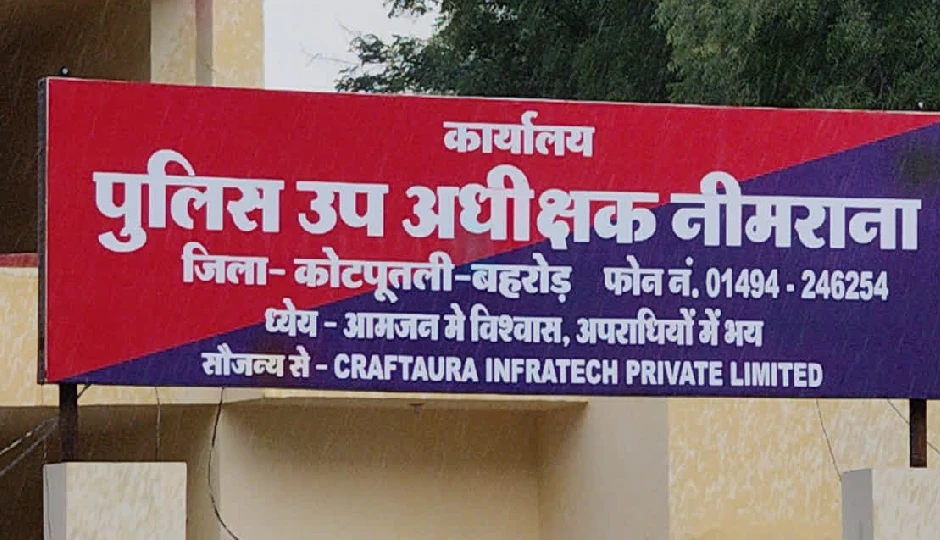 कार्यालय
पुलिस उप अधीक्षक नीमराना
जिला- कोटपूतली-बहरोड़ फोन नं. 01494 - 246254
ध्येय - आमजन मे विश्वास, अपराधियों में भय
सौजन्य से - CRAFTAURA INFRATECH PRIVATE LIMITED